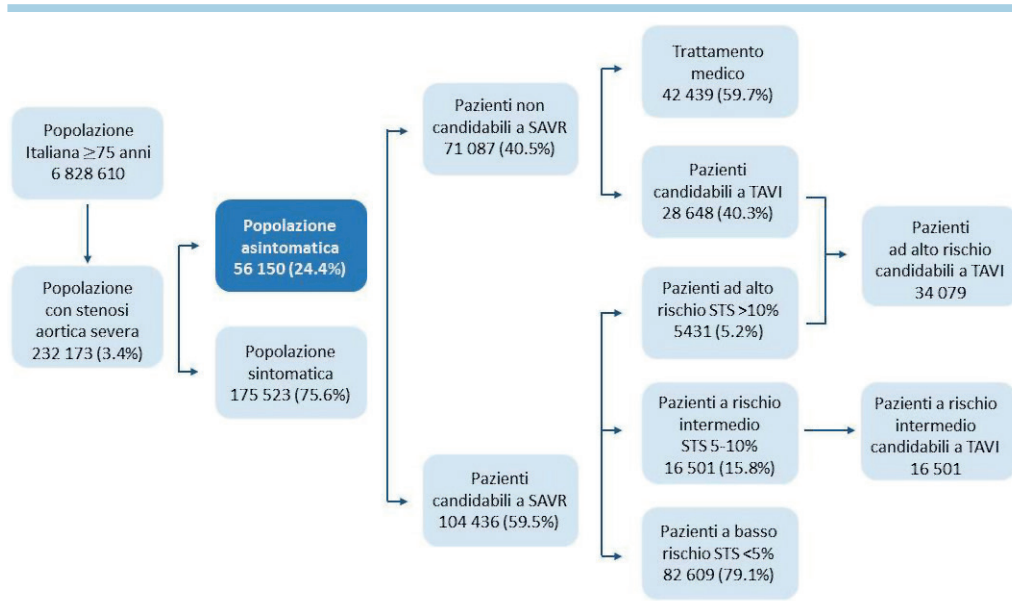 Popolazione
Italiana ≥75 anni
6 828 610
Popolazione
con stenosi
aortica severa
232 173 (3.4%)
Popolazione
asintomatica
56 150 (24.4%)
Popolazione
sintomatica
175 523 (75.6%)
Pazienti non
candidabili a SAVR
71 087 (40.5%)
Pazienti
candidabili a SAVR
104 436 (59.5%)
Trattamento
medico
42 439 (59.7%)
Pazienti
candidabili a TAVI
28 648 (40.3%)
Pazienti ad alto
rischio STS >10%
5431 (5.2%)
Pazienti a rischio
intermedio
STS 5-10%
16 501 (15.8%)
Pazienti a basso
rischio STS <5%
82 609 (79.1%)
Pazienti
ad alto rischio
candidabili a TAVI
34 079
Pazienti a rischio
intermedio
candidabili a TAVI
16 501